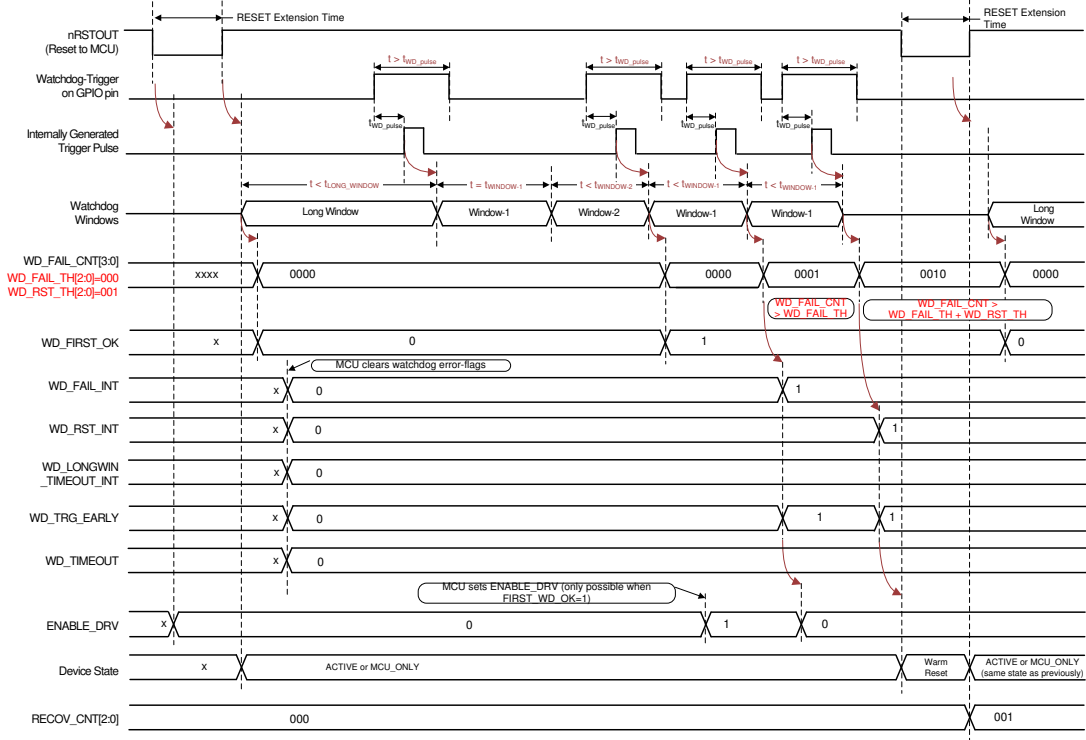 RESET Extension Time
RESET Extension
Time
nRSTOUT
(Reset to MCU)
t > tWD_pulse
t > tWD_pulse
t > tWD_pulse
t > tWD_pulse
Watchdog-Trigger
on GPIO pin
tWD_pulse
tWD_pulse
tWD_pulse
tWD_pulse
Internally Generated
Trigger Pulse
t < tLONG_WINDOW
t = tWINDOW-1
t < tWINDOW-2
t < tWINDOW-1
t < tWINDOW-1
Watchdog
Windows
Long Window
Window-1
Window-2
Window-1
Window-1
Long
Window
WD_FAIL_CNT[3:0]
WD_FAIL_TH[2:0]=000
WD_RST_TH[2:0]=001
xxxx
0000
0000
0001
0010
0000
WD_FAIL_CNT
> WD_FAIL_TH
WD_FAIL_CNT >
WD_FAIL_TH + WD_RST_TH
WD_FIRST_OK
x
0
1
0
MCU clears watchdog error-flags
WD_FAIL_INT
x
0
1
WD_RST_INT
x
0
1
WD_LONGWIN
_TIMEOUT_INT
x
0
WD_TRG_EARLY
x
0
1
1
WD_TIMEOUT
x
0
MCU sets ENABLE_DRV (only possible when
FIRST_WD_OK=1)
ENABLE_DRV
x
0
1
0
Device State
x
ACTIVE or MCU_ONLY
Warm
Reset
ACTIVE or MCU_ONLY
(same state as previously)
RECOV_CNT[2:0]
000
001